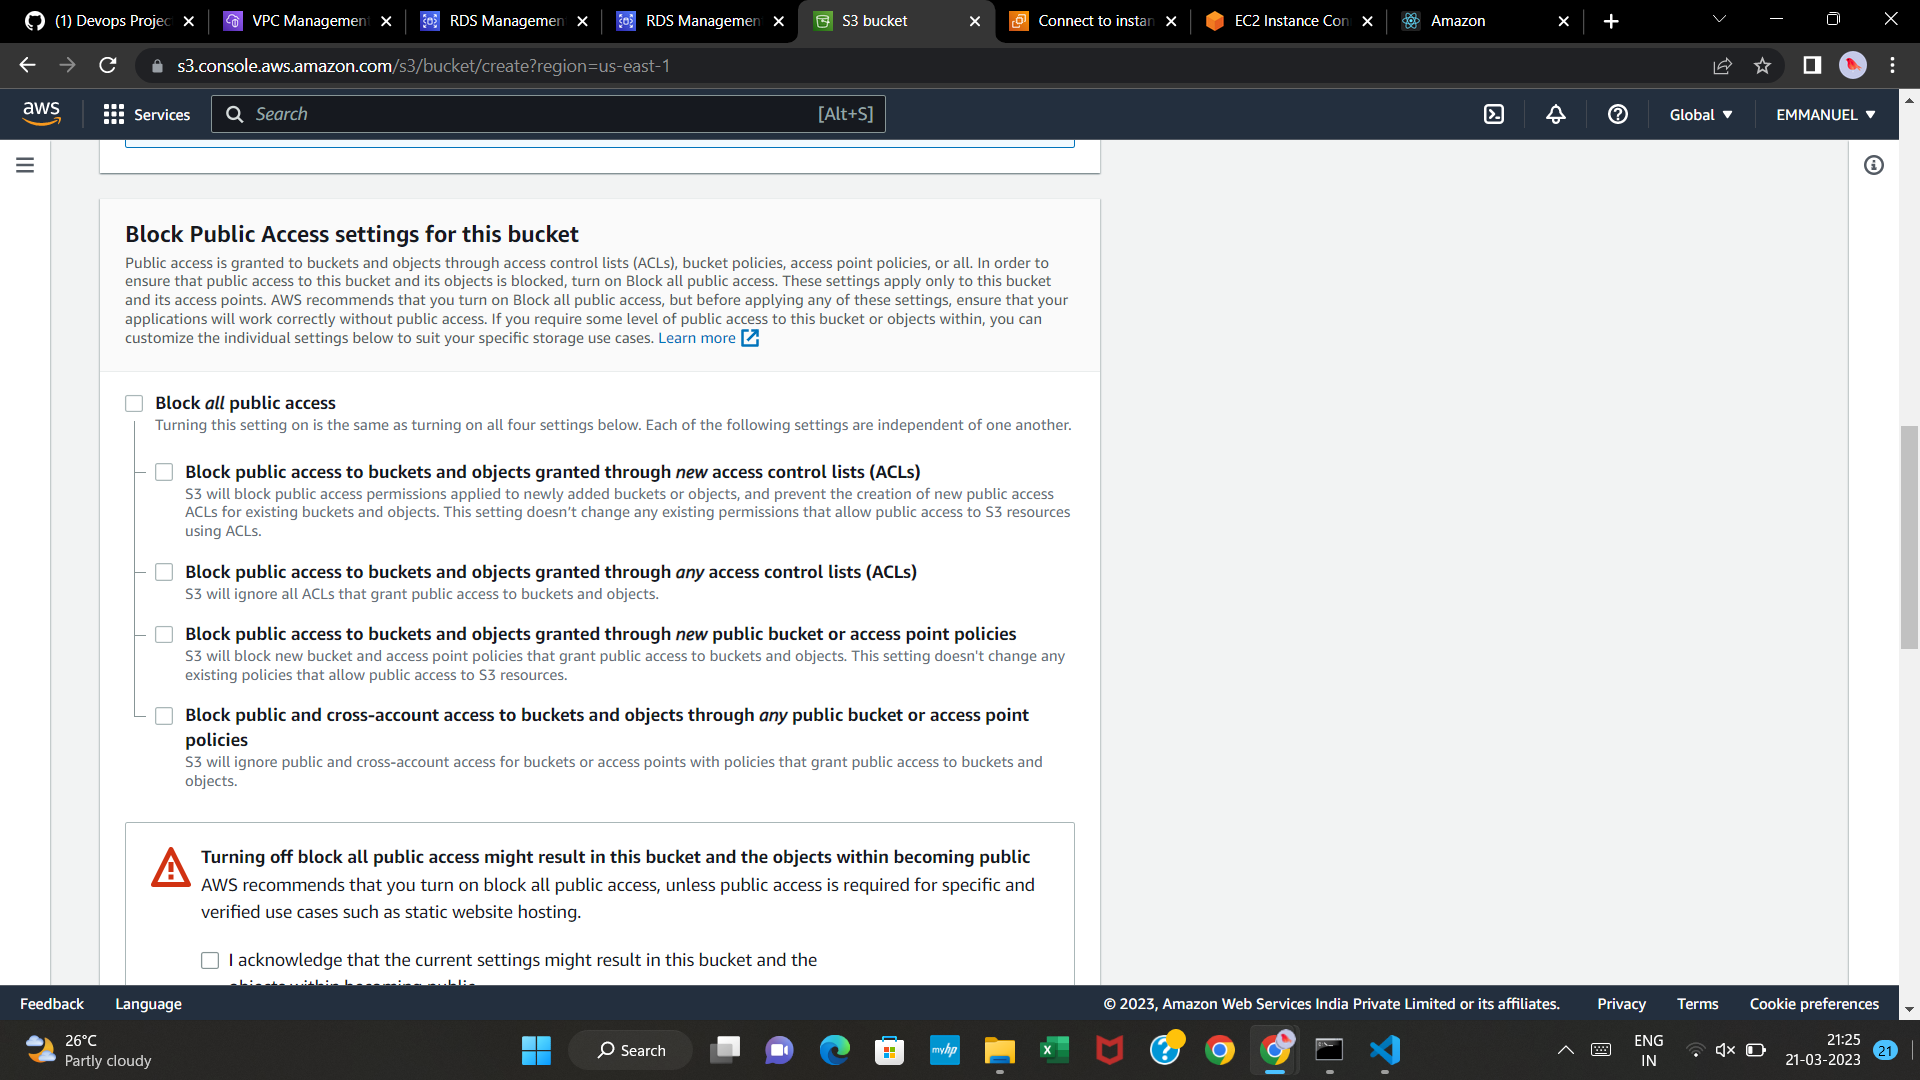 (1) Devops Projec
VPC Management
RDS Management
RDS Management
S3 bucket
Connect to instan
EC2 Instance Con
Amazon
s3.console.aws.amazon.com/s3/bucket/create?region=us-east-1
aws
Services
Search
[Alt+S]
Global
EMMANUEL
Block Public Access settings for this bucket
Public access is granted to buckets and objects through access control lists (ACLs), bucket policies, access point policies, or all. In order to
ensure that public access to this bucket and its objects is blocked, turn on Block all public access. These settings apply only to this bucket
and its access points. AWS recommends that you turn on Block all public access, but before applying any of these settings, ensure that your
applications will work correctly without public access. If you require some level of public access to this bucket or objects within, you can
customize the individual settings below to suit your specific storage use cases. Learn more
Block all public access
Turning this setting on is the same as turning on all four settings below. Each of the following settings are independent of one another.
Block public access to buckets and objects granted through new access control lists (ACLs)
S3 will block public access permissions applied to newly added buckets or objects, and prevent the creation of new public access
ACLs for existing buckets and objects. This setting doesn't change any existing permissions that allow public access to S3 resources
using ACLs.
Block public access to buckets and objects granted through any access control lists (ACLs)
S3 will ignore all ACLs that grant public access to buckets and objects.
Block public access to buckets and objects granted through new public bucket or access point policies
S3 will block new bucket and access point policies that grant public access to buckets and objects. This setting doesn't change any
existing policies that allow public access to S3 resources.
Block public and cross-account access to buckets and objects through any public bucket or access point
policies
S3 will ignore public and cross-account access for buckets or access points with policies that grant public access to buckets and
objects.
Turning off block all public access might result in this bucket and the objects within becoming public
AWS recommends that you turn on block all public access, unless public access is required for specific and
verified use cases such as static website hosting.
I acknowledge that the current settings might result in this bucket and the
objects within becoming public.
Feedback
Language
© 2023, Amazon Web Services India Private Limited or its affiliates.
Privacy
Terms
Cookie preferences
26°C
Partly cloudy
Search
myhp
ENG
IN
21:25
21-03-2023
21